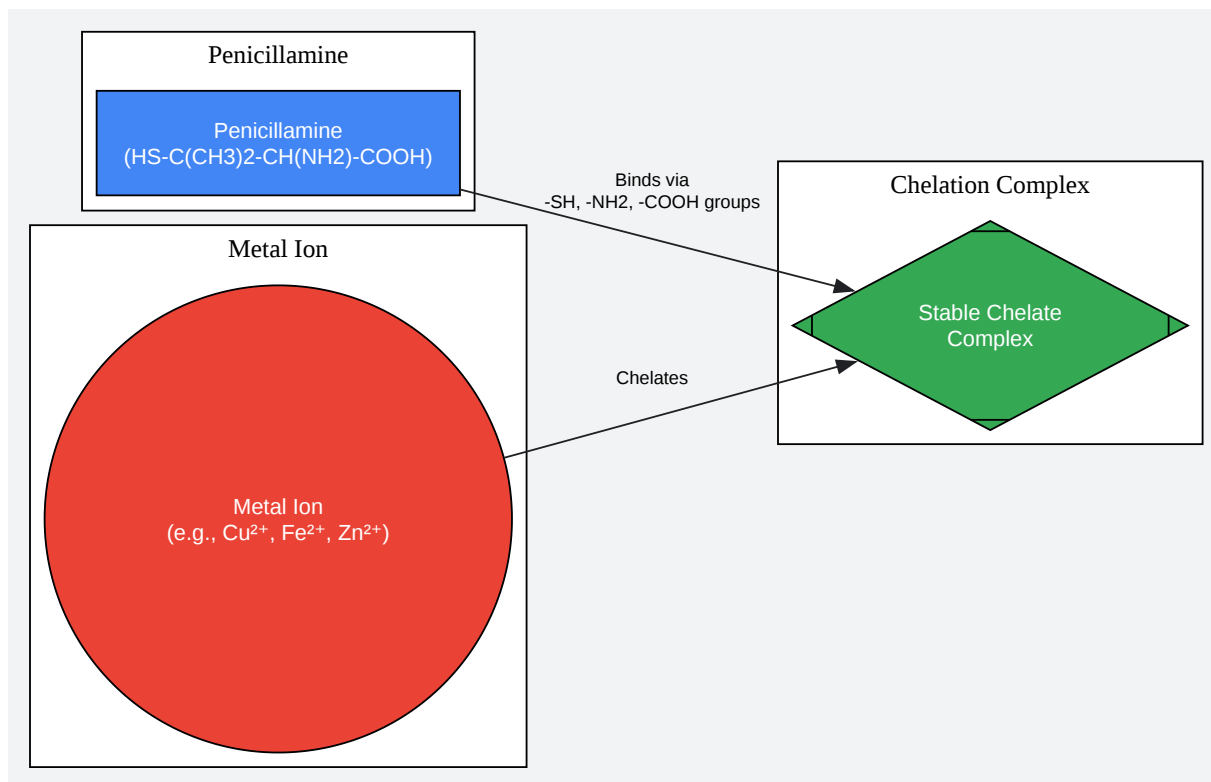 Penicillamine
Penicillamine
(HS-C(CH3)2-CH(NH2)-COOH)
Binds via
-SH, -NH2, -COOH groups
Chelation Complex
Stable Chelate
Complex
Metal Ion
Chelates
Metal Ion
(e.g., Cu²⁺, Fe²⁺, Zn²⁺)